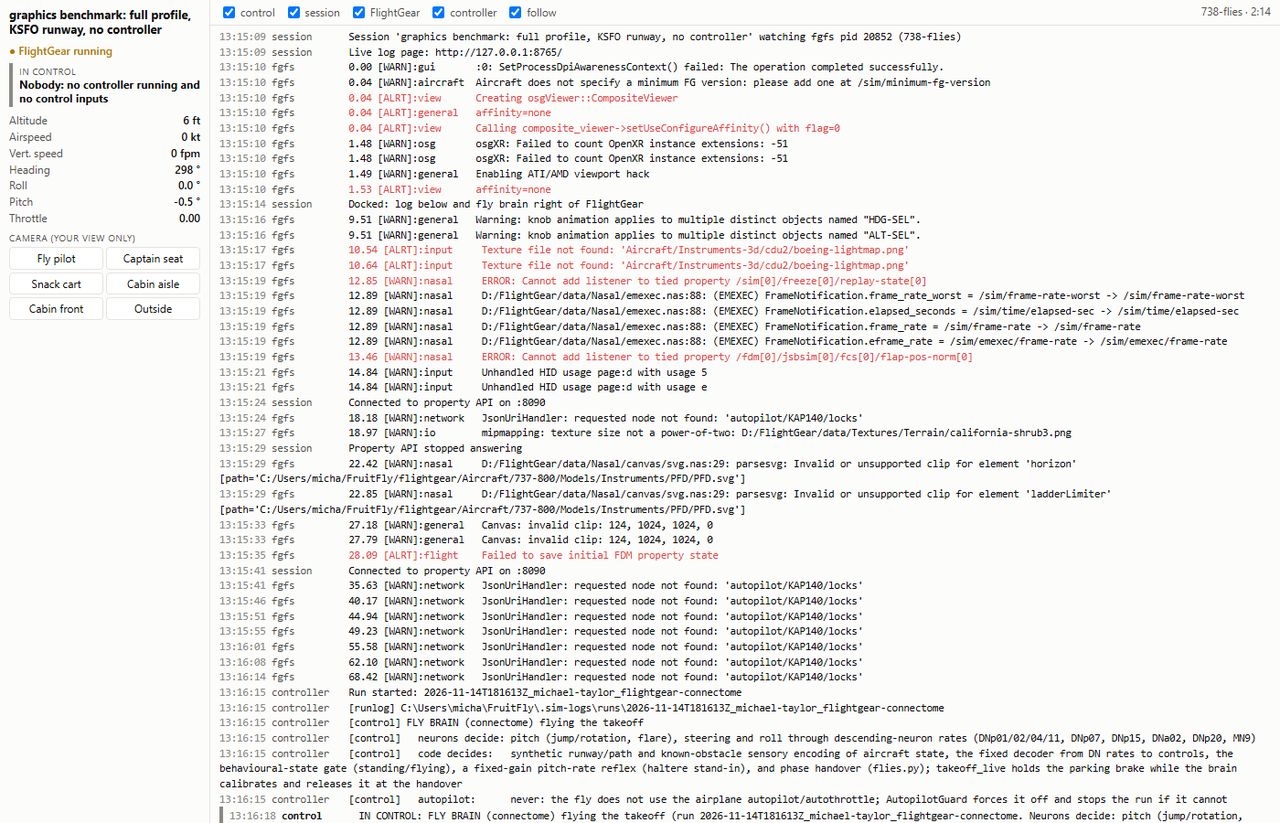 graphics benchmark: full profile,
KSFO runway, no controller
● FlightGear running
IN CONTROL
Nobody: no controller running and
no control inputs
Altitude 6 ft
Airspeed 0 kt
Vert. speed 0 fpm
Heading 298 °
Roll 0.0 °
Pitch -0.5 °
Throttle 0.00
CAMERA (YOUR VIEW ONLY)
Fly pilot Captain seat
Snack cart Cabin aisle
Cabin front Outside
control session FlightGear controller follow 738-flies · 2:14
13:15:09 session Session 'graphics benchmark: full profile, KSFO runway, no controller' watching fgfs pid 20852 (738-flies)
13:15:09 session Live log page: http://127.0.0.1:8765/
13:15:10 fgfs 0.00 [WARN]:gui :0: SetProcessDpiAwarenessContext() failed: The operation completed successfully.
13:15:10 fgfs 0.04 [WARN]:aircraft Aircraft does not specify a minimum FG version: please add one at /sim/minimum-fg-version
13:15:10 fgfs 0.04 [ALRT]:view Creating osgViewer::CompositeViewer
13:15:10 fgfs 0.04 [ALRT]:general affinity=none
13:15:10 fgfs 0.04 [ALRT]:view Calling composite_viewer->setUseConfigureAffinity() with flag=0
13:15:10 fgfs 1.48 [WARN]:osg osgXR: Failed to count OpenXR instance extensions: -51
13:15:10 fgfs 1.48 [WARN]:osg osgXR: Failed to count OpenXR instance extensions: -51
13:15:10 fgfs 1.49 [WARN]:general Enabling ATI/AMD viewport hack
13:15:10 fgfs 1.53 [ALRT]:view affinity=none
13:15:14 session Docked: log below and fly brain right of FlightGear
13:15:16 fgfs 9.51 [WARN]:general Warning: knob animation applies to multiple distinct objects named "HDG-SEL".
13:15:16 fgfs 9.51 [WARN]:general Warning: knob animation applies to multiple distinct objects named "ALT-SEL".
13:15:17 fgfs 10.54 [ALRT]:input Texture file not found: 'Aircraft/Instruments-3d/cdu2/boeing-lightmap.png'
13:15:17 fgfs 10.64 [ALRT]:input Texture file not found: 'Aircraft/Instruments-3d/cdu2/boeing-lightmap.png'
13:15:19 fgfs 12.85 [ALRT]:nasal ERROR: Cannot add listener to tied property /sim[0]/freeze[0]/replay-state[0]
13:15:19 fgfs 12.89 [WARN]:nasal D:/FlightGear/data/Nasal/emexec.nas:88: (EMEXEC) FrameNotification.frame_rate_worst = /sim/frame-rate-worst -> /sim/frame-rate-worst
13:15:19 fgfs 12.89 [WARN]:nasal D:/FlightGear/data/Nasal/emexec.nas:88: (EMEXEC) FrameNotification.elapsed_seconds = /sim/time/elapsed-sec -> /sim/time/elapsed-sec
13:15:19 fgfs 12.89 [WARN]:nasal D:/FlightGear/data/Nasal/emexec.nas:88: (EMEXEC) FrameNotification.frame_rate = /sim/frame-rate -> /sim/frame-rate
13:15:19 fgfs 12.89 [WARN]:nasal D:/FlightGear/data/Nasal/emexec.nas:88: (EMEXEC) FrameNotification.eframe_rate = /sim/emexec/frame-rate -> /sim/emexec/frame-rate
13:15:19 fgfs 13.46 [ALRT]:nasal ERROR: Cannot add listener to tied property /fdm[0]/jsbsim[0]/fcs[0]/flap-pos-norm[0]
13:15:21 fgfs 14.84 [WARN]:input Unhandled HID usage page:d with usage 5
13:15:21 fgfs 14.84 [WARN]:input Unhandled HID usage page:d with usage e
13:15:24 session Connected to property API on :8090
13:15:24 fgfs 18.18 [WARN]:network JsonUriHandler: requested node not found: 'autopilot/KAP140/locks'
13:15:27 fgfs 18.97 [WARN]:io mipmapping: texture size not a power-of-two: D:/FlightGear/data/Textures/Terrain/california-shrub3.png
13:15:29 session Property API stopped answering
13:15:29 fgfs 22.42 [WARN]:nasal D:/FlightGear/data/Nasal/canvas/svg.nas:29: parsesvg: Invalid or unsupported clip for element 'horizon'
[path='C:/Users/micha/FruitFly/flightgear/Aircraft/737-800/Models/Instruments/PFD/PFD.svg']
13:15:29 fgfs 22.85 [WARN]:nasal D:/FlightGear/data/Nasal/canvas/svg.nas:29: parsesvg: Invalid or unsupported clip for element 'ladderLimiter'
[path='C:/Users/micha/FruitFly/flightgear/Aircraft/737-800/Models/Instruments/PFD/PFD.svg']
13:15:33 fgfs 27.18 [WARN]:general Canvas: invalid clip: 124, 1024, 1024, 0
13:15:33 fgfs 27.79 [WARN]:general Canvas: invalid clip: 124, 1024, 1024, 0
13:15:35 fgfs 28.09 [ALRT]:flight Failed to save initial FDM property state
13:15:41 session Connected to property API on :8090
13:15:41 fgfs 35.63 [WARN]:network JsonUriHandler: requested node not found: 'autopilot/KAP140/locks'
13:15:46 fgfs 40.17 [WARN]:network JsonUriHandler: requested node not found: 'autopilot/KAP140/locks'
13:15:51 fgfs 44.94 [WARN]:network JsonUriHandler: requested node not found: 'autopilot/KAP140/locks'
13:15:55 fgfs 49.23 [WARN]:network JsonUriHandler: requested node not found: 'autopilot/KAP140/locks'
13:16:01 fgfs 55.58 [WARN]:network JsonUriHandler: requested node not found: 'autopilot/KAP140/locks'
13:16:08 fgfs 62.10 [WARN]:network JsonUriHandler: requested node not found: 'autopilot/KAP140/locks'
13:16:14 fgfs 68.42 [WARN]:network JsonUriHandler: requested node not found: 'autopilot/KAP140/locks'
13:16:15 controller Run started: 2026-11-14T181613Z_michael-taylor_flightgear-connectome
13:16:15 controller [runlog] C:\Users\micha\FruitFly\.sim-logs\runs\2026-11-14T181613Z_michael-taylor_flightgear-connectome
13:16:15 controller [control] FLY BRAIN (connectome) flying the takeoff
13:16:15 controller [control] neurons decide: pitch (jump/rotation, flare), steering and roll through descending-neuron rates (DNp01/02/04/11, DNp07, DNp15, DNa02, DNp20, MN9)
13:16:15 controller [control] code decides: synthetic runway/path and known-obstacle sensory encoding of aircraft state, the fixed decoder from DN rates to controls, the
behavioural-state gate (standing/flying), a fixed-gain pitch-rate reflex (haltere stand-in), and phase handover (flies.py); takeoff_live holds the parking brake while the brain
calibrates and releases it at the handover
13:16:15 controller [control] autopilot: never: the fly does not use the airplane autopilot/autothrottle; AutopilotGuard forces it off and stops the run if it cannot
13:16:18 control IN CONTROL: FLY BRAIN (connectome) flying the takeoff (run 2026-11-14T181613Z_michael-taylor_flightgear-connectome. Neurons decide: pitch (jump/rotation,